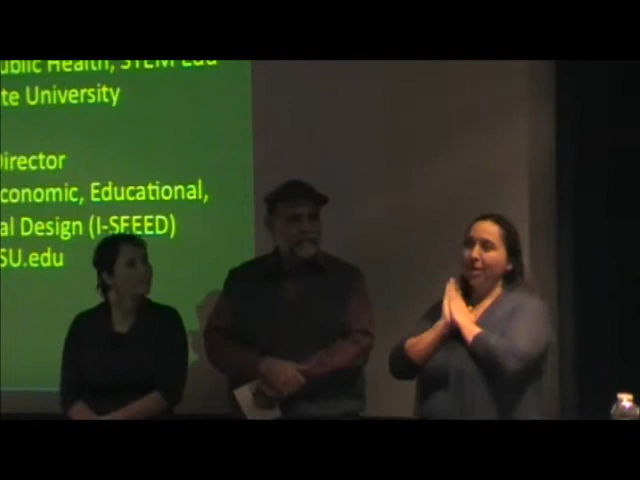 ublic Health, STEM Edu
te University
Director
conomic, Educational,
al Design (I-SEEED)
SU.edu